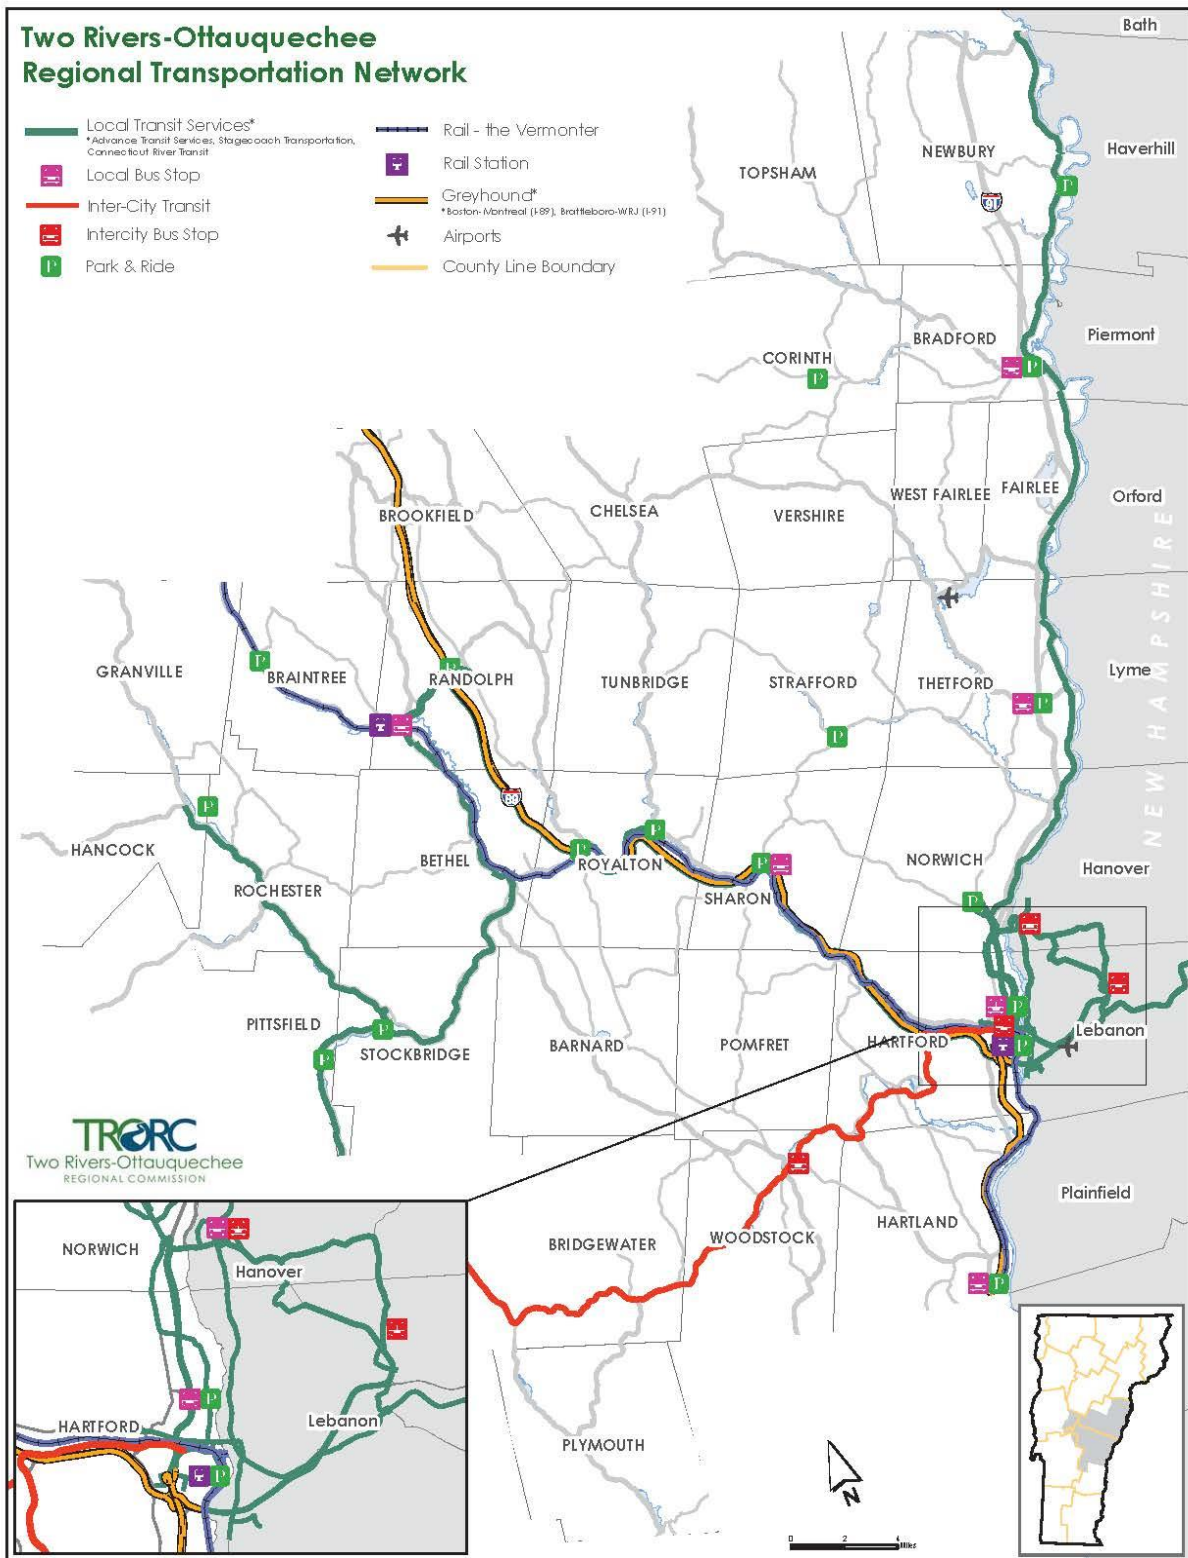 Two Rivers-Ottauquechee
Regional Transportation Network
Local Transit Services*
*Advance Transit Services, Stagecoach Transportation,
Connecticut River Transit
Local Bus Stop
Inter-City Transit
Intercity Bus Stop
P
Park & Ride
Rail - the Vermonter
Rail Station
Greyhound*
*Boston-Montreal (I-89), Brattleboro-WRJ (I-91)
Airports
County Line Boundary
Bath
NEWBURY
Haverhill
TOPSHAM
P
91
BRADFORD
Piermont
CORINTH
P
P
WEST FAIRLEE
FAIRLEE
Orford
BROOKFIELD
CHELSEA
VERSHIRE
NEW HAMPSHIRE
GRANVILLE
P
BRAINTREE
P
RANDOLPH
TUNBRIDGE
STRAFFORD
THETFORD
Lyme
P
P
P
89
HANCOCK
BETHEL
P
ROYALTON
P
P
NORWICH
Hanover
ROCHESTER
SHARON
P
PITTSFIELD
P
STOCKBRIDGE
P
BARNARD
POMFRET
HARTFORD
P
P
Lebanon
TRORC
Two Rivers-Ottauquechee
REGIONAL COMMISSION
Plainfield
HARTLAND
WOODSTOCK
BRIDGEWATER
P
NORWICH
Hanover
P
HARTFORD
Lebanon
P
PLYMOUTH
N
0 2 4
Miles